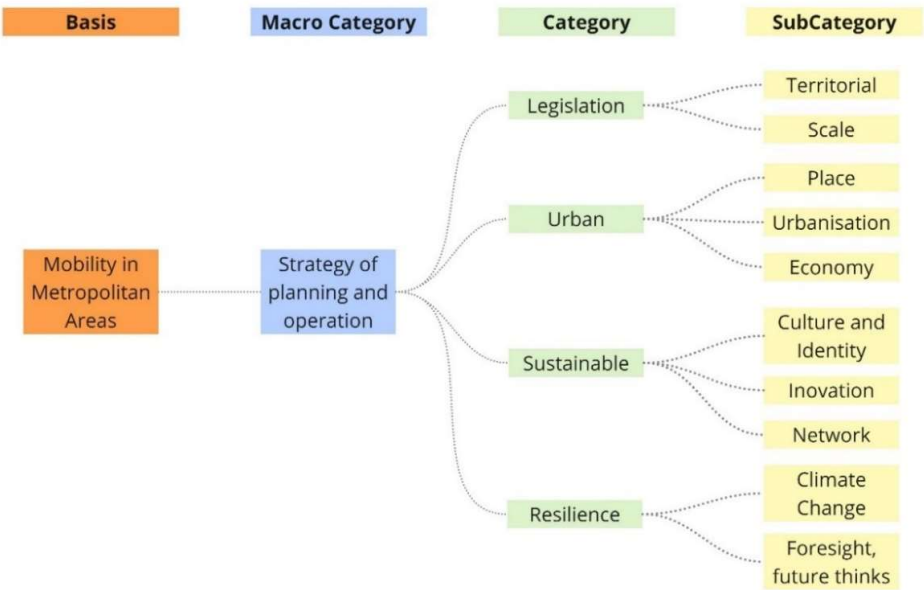 Basis
Macro Category
Category
SubCategory
Mobility in
Metropolitan
Areas
Strategy of
planning and
operation
Legislation
Territorial
Scale
Urban
Place
Urbanisation
Economy
Sustainable
Culture and
Identity
Inovation
Network
Resilience
Climate
Change
Foresight,
future thinks